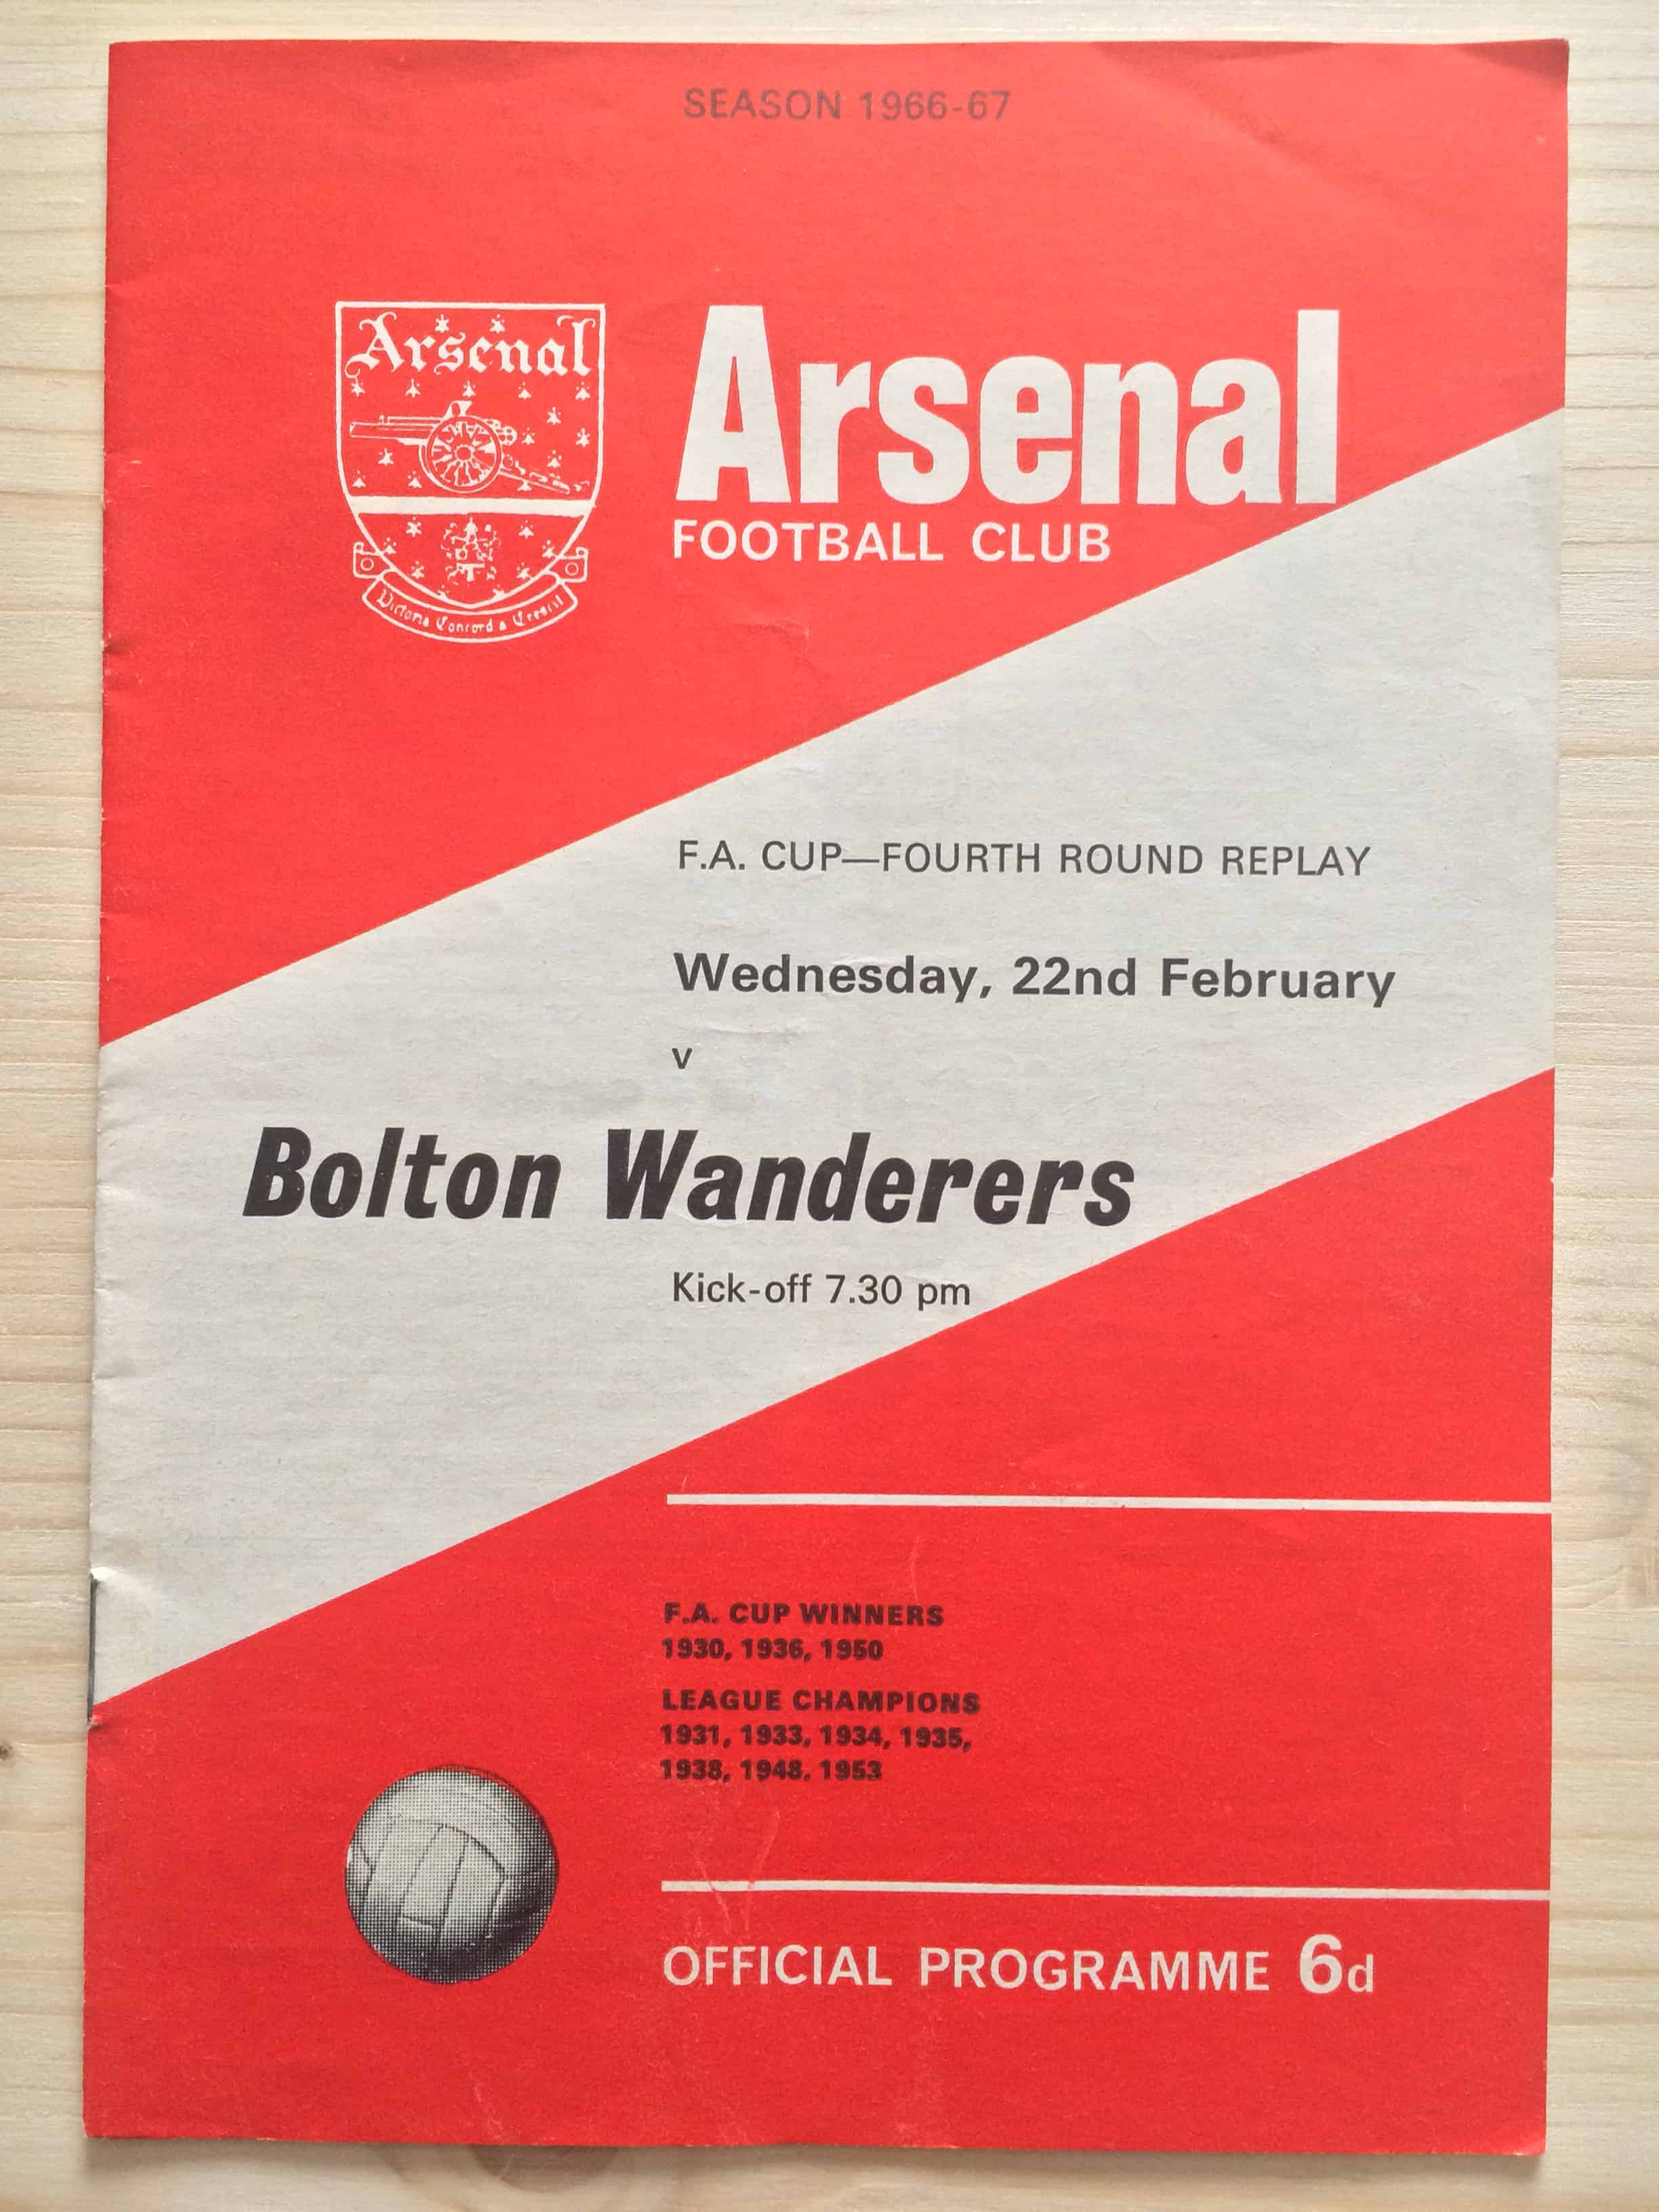 SEASON 1966-67
Arsenal
Arsenal
FOOTBALL CLUB
Victoria Concordia Crescit
F.A. CUP—FOURTH ROUND REPLAY
Wednesday, 22nd February
v
Bolton Wanderers
Kick-off 7.30 pm
F.A. CUP WINNERS
1930, 1936, 1950
LEAGUE CHAMPIONS
1931, 1933, 1934, 1935,
1938, 1948, 1953
OFFICIAL PROGRAMME 6d